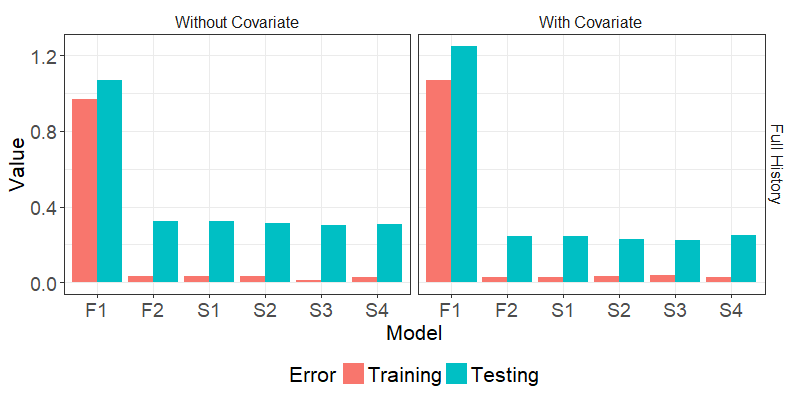 Without Covariate With Covariate
1.2
0.8
0.4
0.0
Value
Full History
F1 F2 S1 S2 S3 S4 F1 F2 S1 S2 S3 S4
Model
Error Training Testing